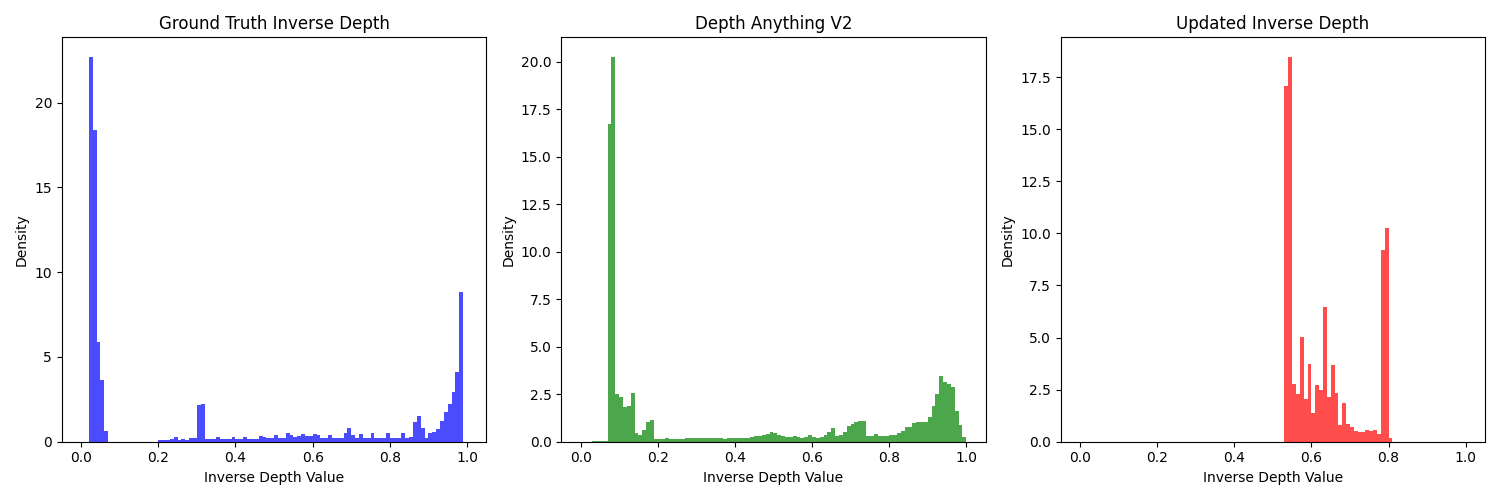 Ground Truth Inverse Depth
Density
20
15
10
5
0
0.0 0.2 0.4 0.6 0.8 1.0
Inverse Depth Value
Depth Anything V2
Density
20.0
17.5
15.0
12.5
10.0
7.5
5.0
2.5
0.0
0.0 0.2 0.4 0.6 0.8 1.0
Inverse Depth Value
Updated Inverse Depth
Density
17.5
15.0
12.5
10.0
7.5
5.0
2.5
0.0
0.0 0.2 0.4 0.6 0.8 1.0
Inverse Depth Value